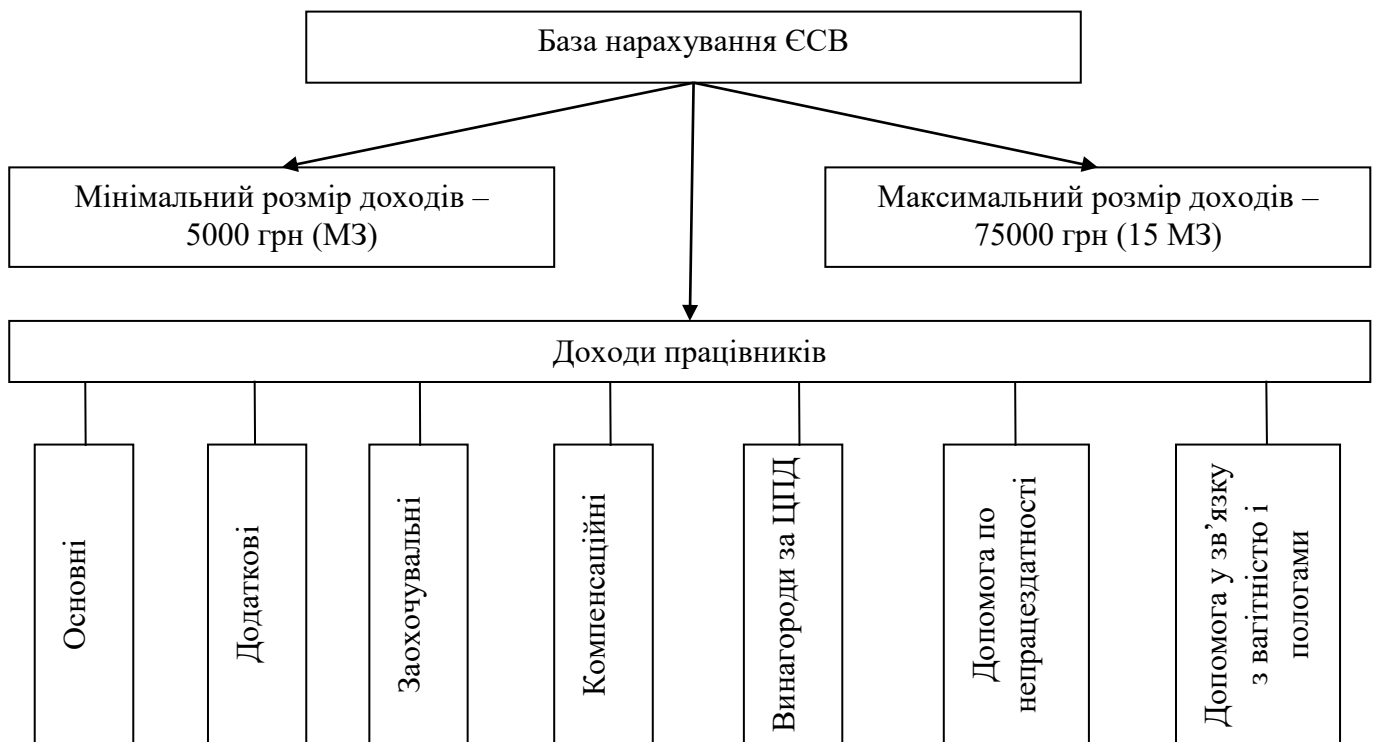 База нарахування ЄСВ
Мінімальний розмір доходів –
5000 грн (МЗ)
Максимальний розмір доходів –
75000 грн (15 МЗ)
Доходи працівників
Основні
Додаткові
Заохочувальні
Компенсаційні
Винагороди за ЦПД
Допомога по
непрацездатності
Допомога у зв’язку
з вагітністю і
пологами